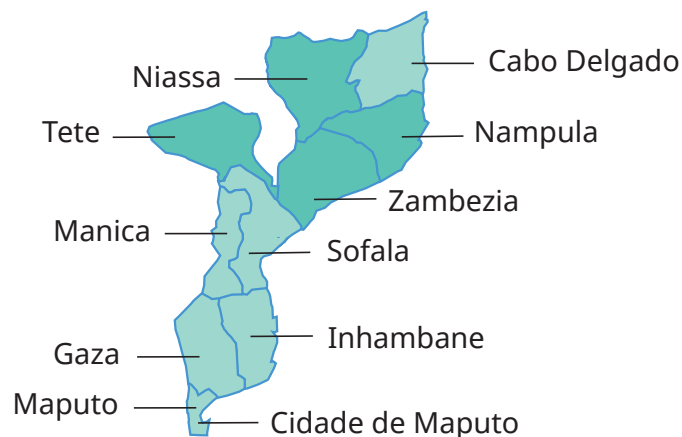 Cabo Delgado
Niassa
Tete
Nampula
Zambezia
Manica
Sofala
Inhambane
Gaza
Maputo
Cidade de Maputo